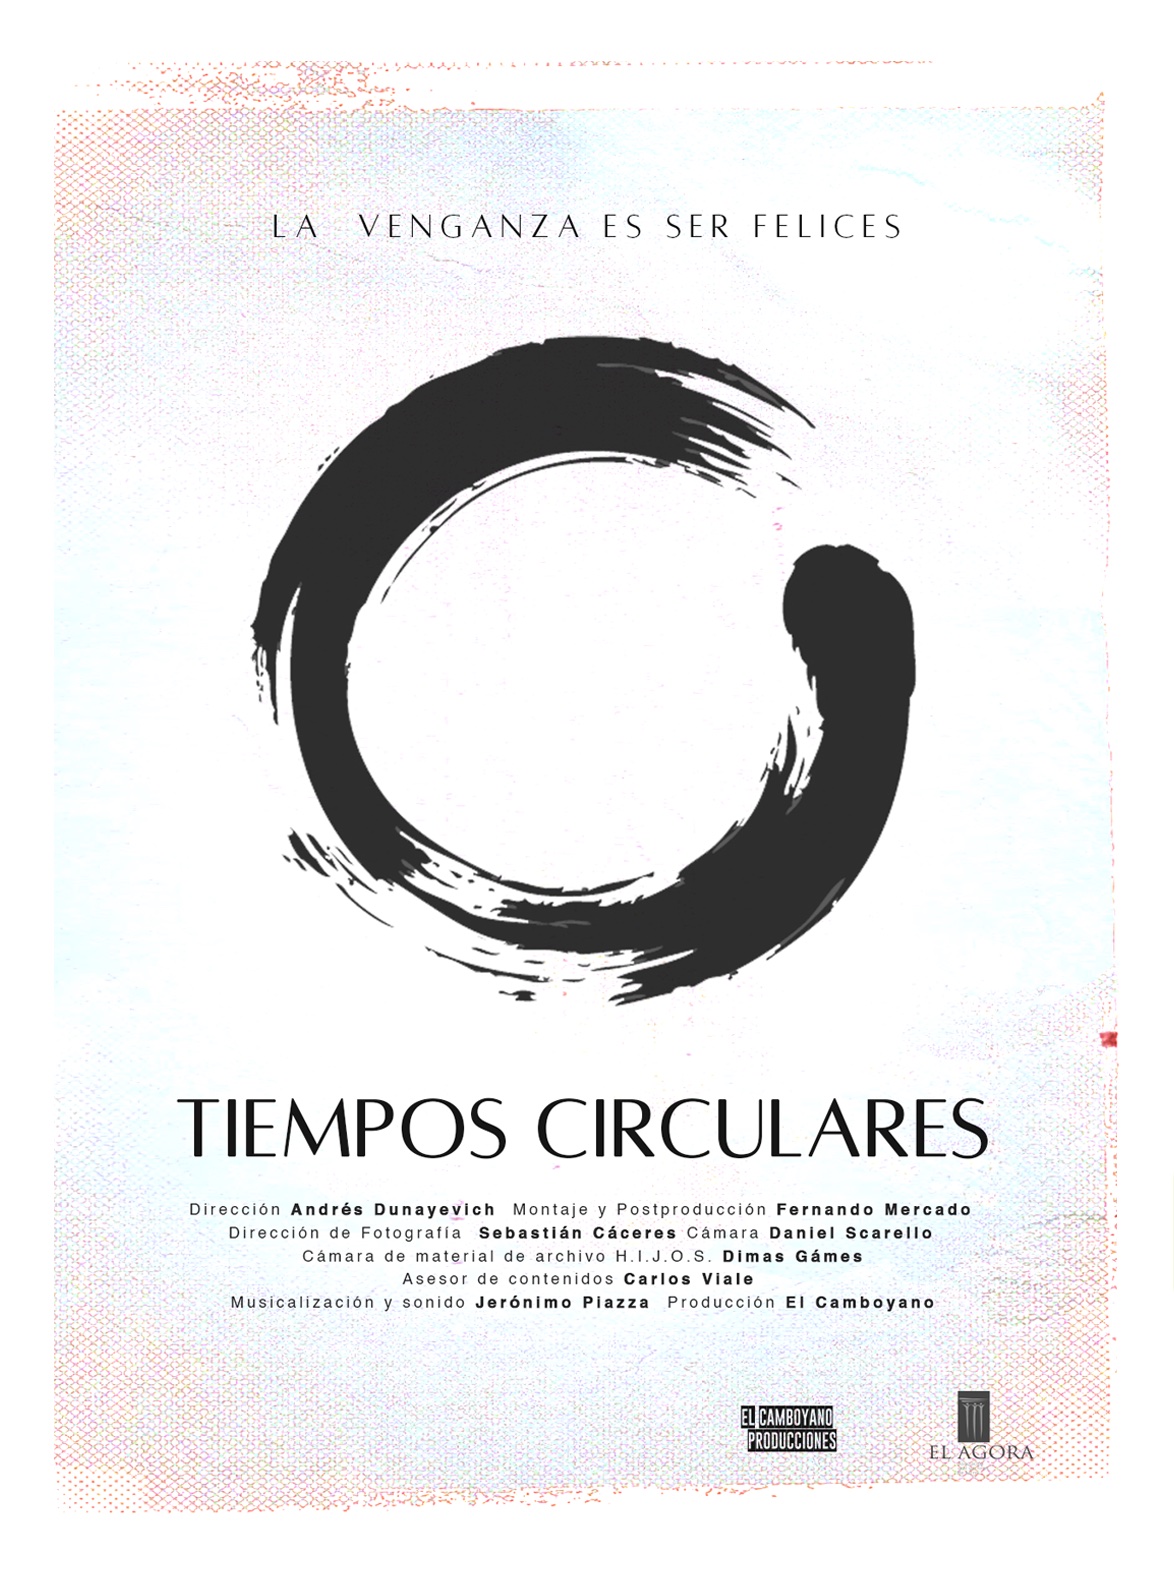 LA VENGANZA ES SER FELICES
TIEMPOS CIRCULARES
Dirección Andrés Dunayevich Montaje y Postproducción Fernando Mercado
Dirección de Fotografía Sebastián Cáceres Cámara Daniel Scarello
Cámara de material de archivo H.I.J.O.S. Dimas Gámes
Asesor de contenidos Carlos Viale
Musicalización y sonido Jerónimo Piazza Producción El Camboyano
EL CAMBOYANO
PRODUCCIONES
EL AGORA